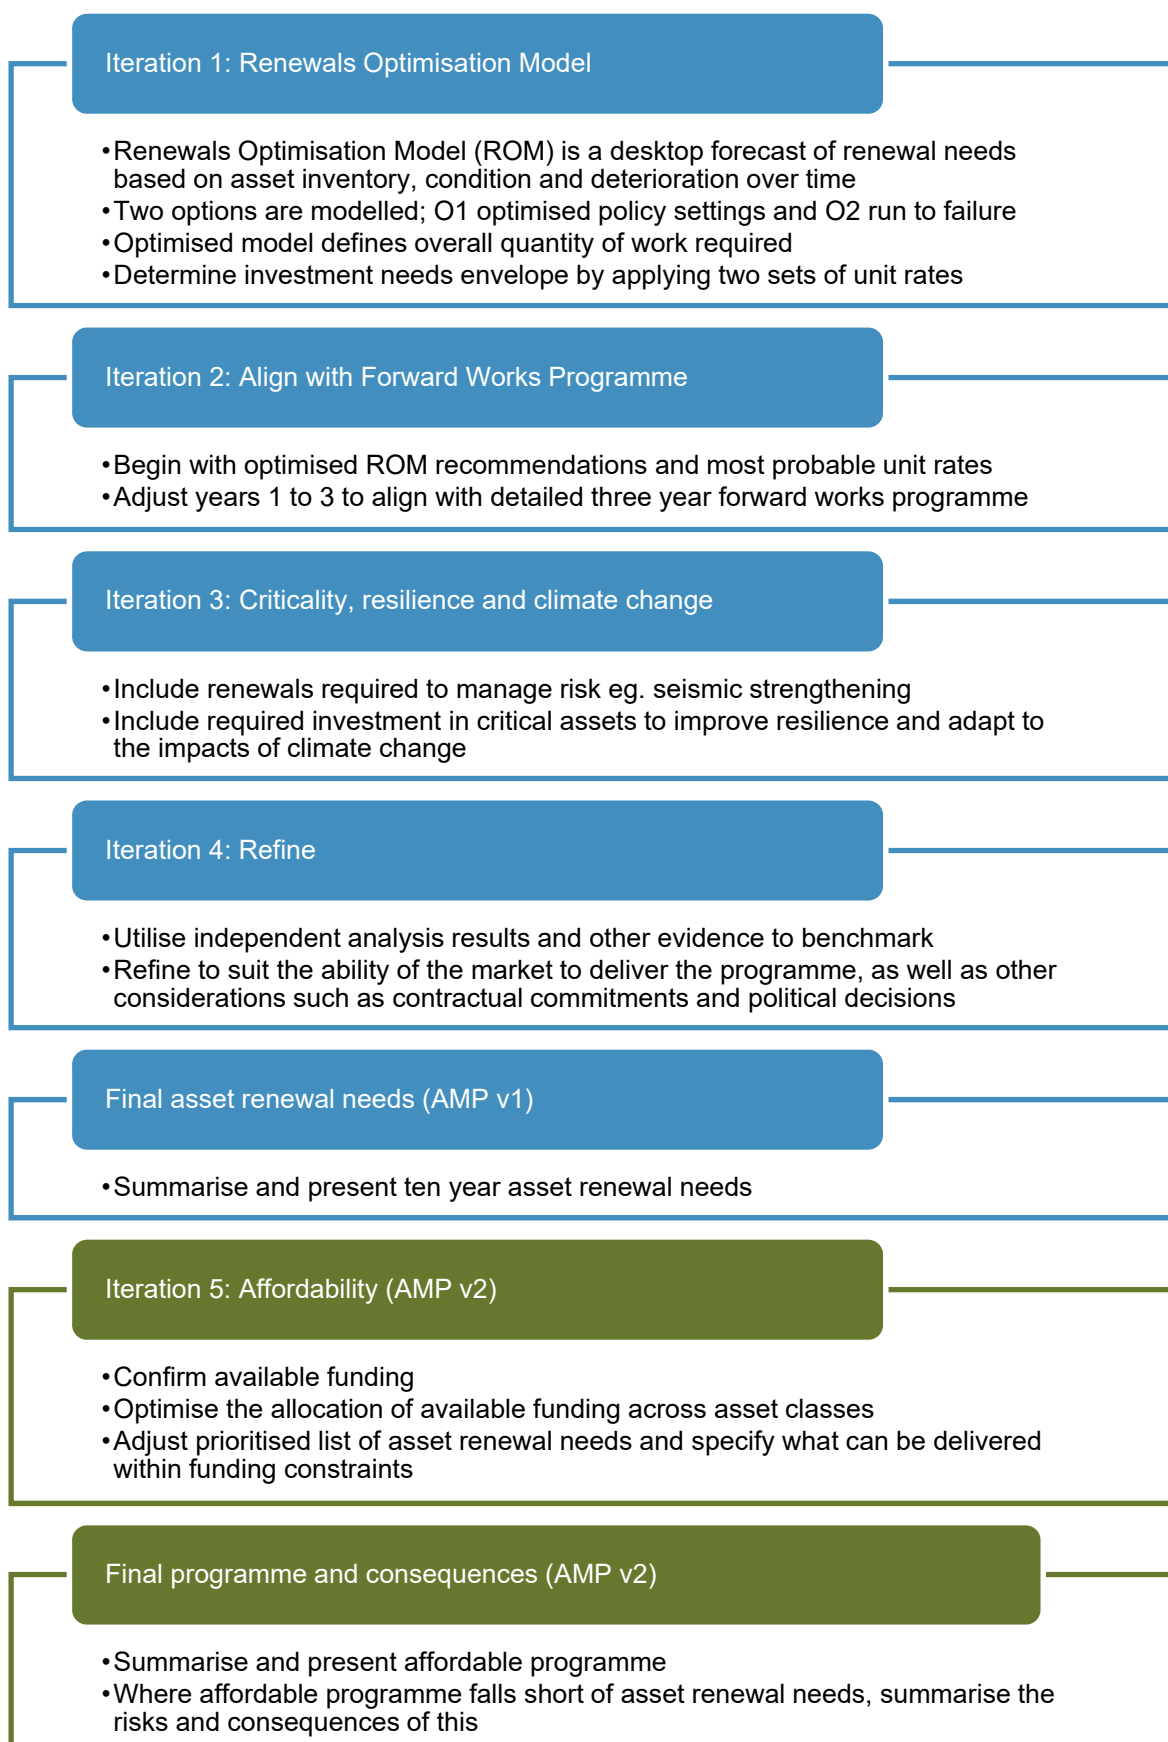 Iteration 1: Renewals Optimisation Model
•Renewals Optimisation Model (ROM) is a desktop forecast of renewal needs
based on asset inventory, condition and deterioration over time
•Two options are modelled; O1 optimised policy settings and O2 run to failure
•Optimised model defines overall quantity of work required
•Determine investment needs envelope by applying two sets of unit rates
Iteration 2: Align with Forward Works Programme
•Begin with optimised ROM recommendations and most probable unit rates
•Adjust years 1 to 3 to align with detailed three year forward works programme
Iteration 3: Criticality, resilience and climate change
•Include renewals required to manage risk eg. seismic strengthening
•Include required investment in critical assets to improve resilience and adapt to
the impacts of climate change
Iteration 4: Refine
•Utilise independent analysis results and other evidence to benchmark
•Refine to suit the ability of the market to deliver the programme, as well as other
considerations such as contractual commitments and political decisions
Final asset renewal needs (AMP v1)
•Summarise and present ten year asset renewal needs
Iteration 5: Affordability (AMP v2)
•Confirm available funding
•Optimise the allocation of available funding across asset classes
•Adjust prioritised list of asset renewal needs and specify what can be delivered
within funding constraints
Final programme and consequences (AMP v2)
•Summarise and present affordable programme
•Where affordable programme falls short of asset renewal needs, summarise the
risks and consequences of this